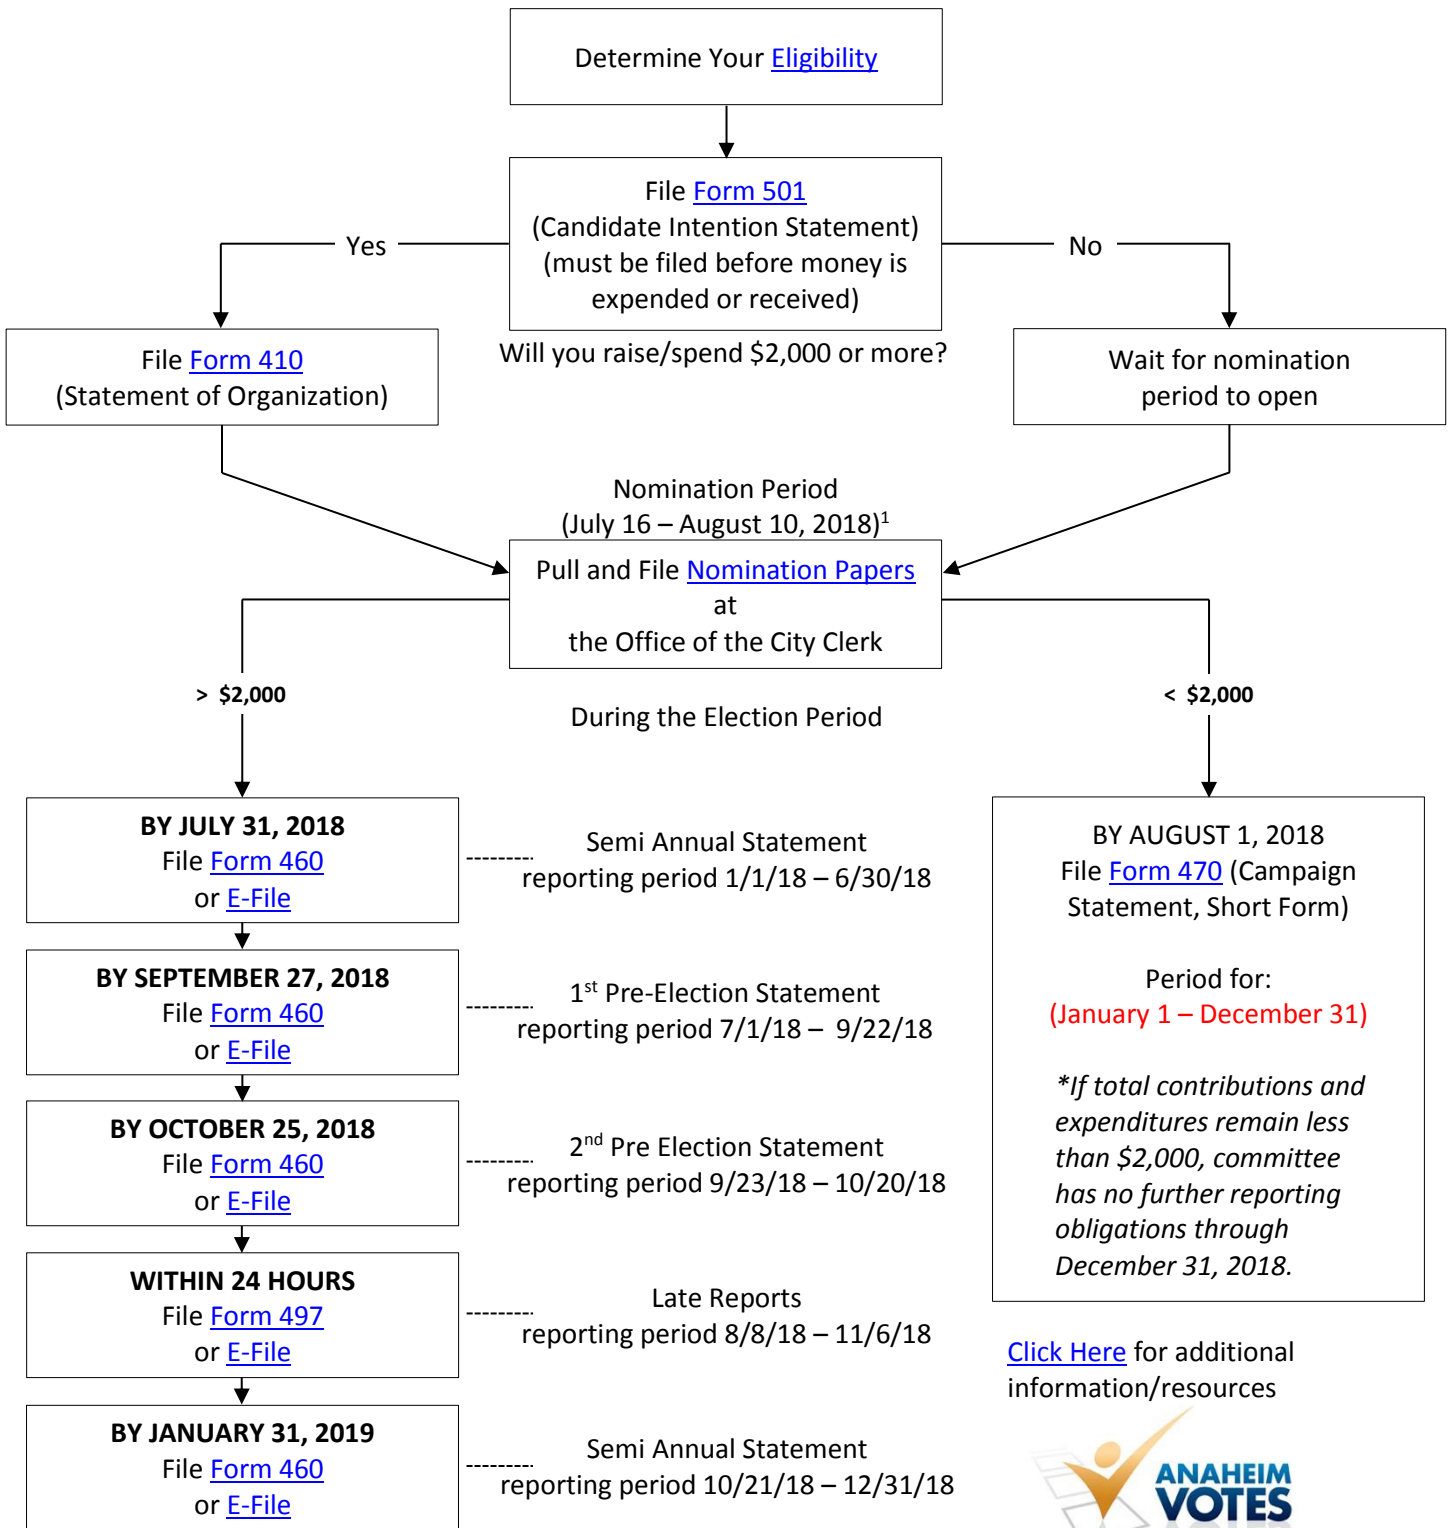 Determine Your Eligibility
File Form 501
(Candidate Intention Statement)
(must be filed before money is
expended or received)
Yes
No
Will you raise/spend $2,000 or more?
File Form 410
(Statement of Organization)
Wait for nomination
period to open
Nomination Period
(July 16 – August 10, 2018)1
Pull and File Nomination Papers
at
the Office of the City Clerk
> $2,000
< $2,000
During the Election Period
BY JULY 31, 2018
File Form 460
or E-File
Semi Annual Statement
reporting period 1/1/18 – 6/30/18
BY SEPTEMBER 27, 2018
File Form 460
or E-File
1st Pre-Election Statement
reporting period 7/1/18 – 9/22/18
BY OCTOBER 25, 2018
File Form 460
or E-File
2nd Pre Election Statement
reporting period 9/23/18 – 10/20/18
WITHIN 24 HOURS
File Form 497
or E-File
Late Reports
reporting period 8/8/18 – 11/6/18
BY JANUARY 31, 2019
File Form 460
or E-File
Semi Annual Statement
reporting period 10/21/18 – 12/31/18
BY AUGUST 1, 2018
File Form 470 (Campaign
Statement, Short Form)
Period for:
(January 1 – December 31)
*If total contributions and
expenditures remain less
than $2,000, committee
has no further reporting
obligations through
December 31, 2018.
Click Here for additional
information/resources
ANAHEIM
VOTES